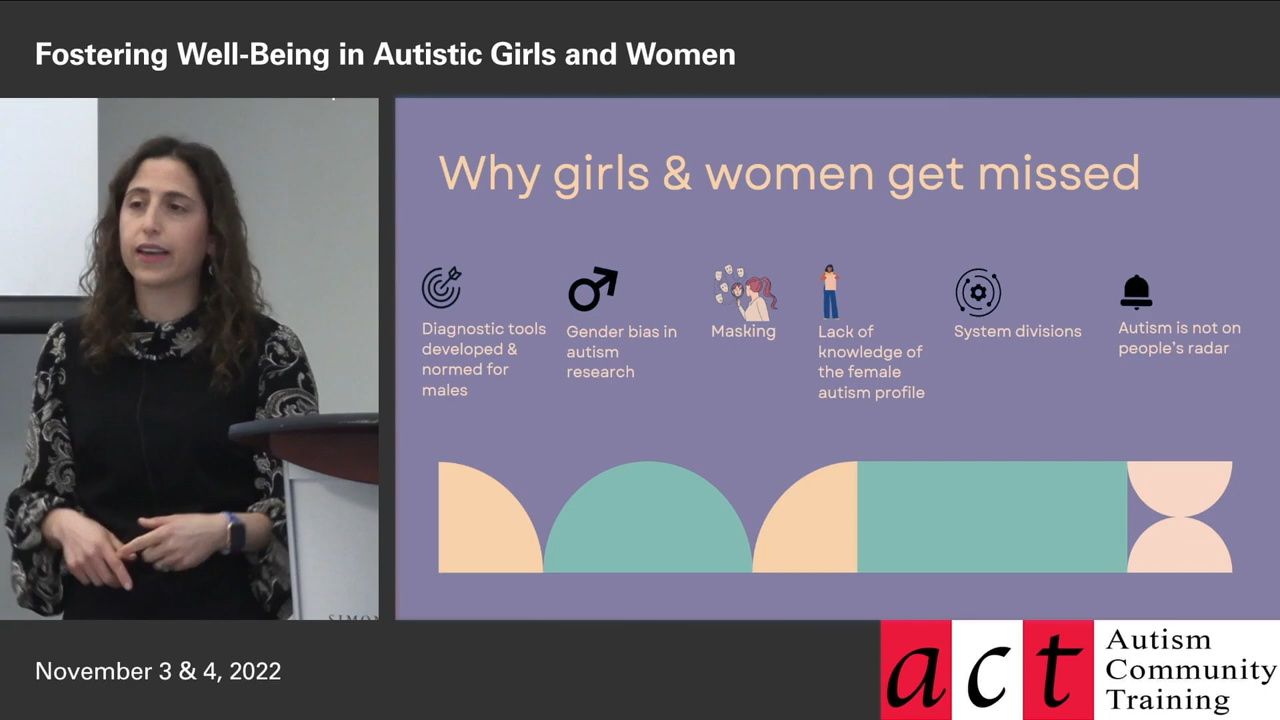 Fostering Well-Being in Autistic Girls and Women
Why girls & women get missed
Diagnostic tools
developed &
normed for
males
Gender bias in
autism
research
Masking
Lack of
knowledge of
the female
autism profile
System divisions
Autism is not on
people's radar
November 3 & 4, 2022
act
Autism
Community
Training